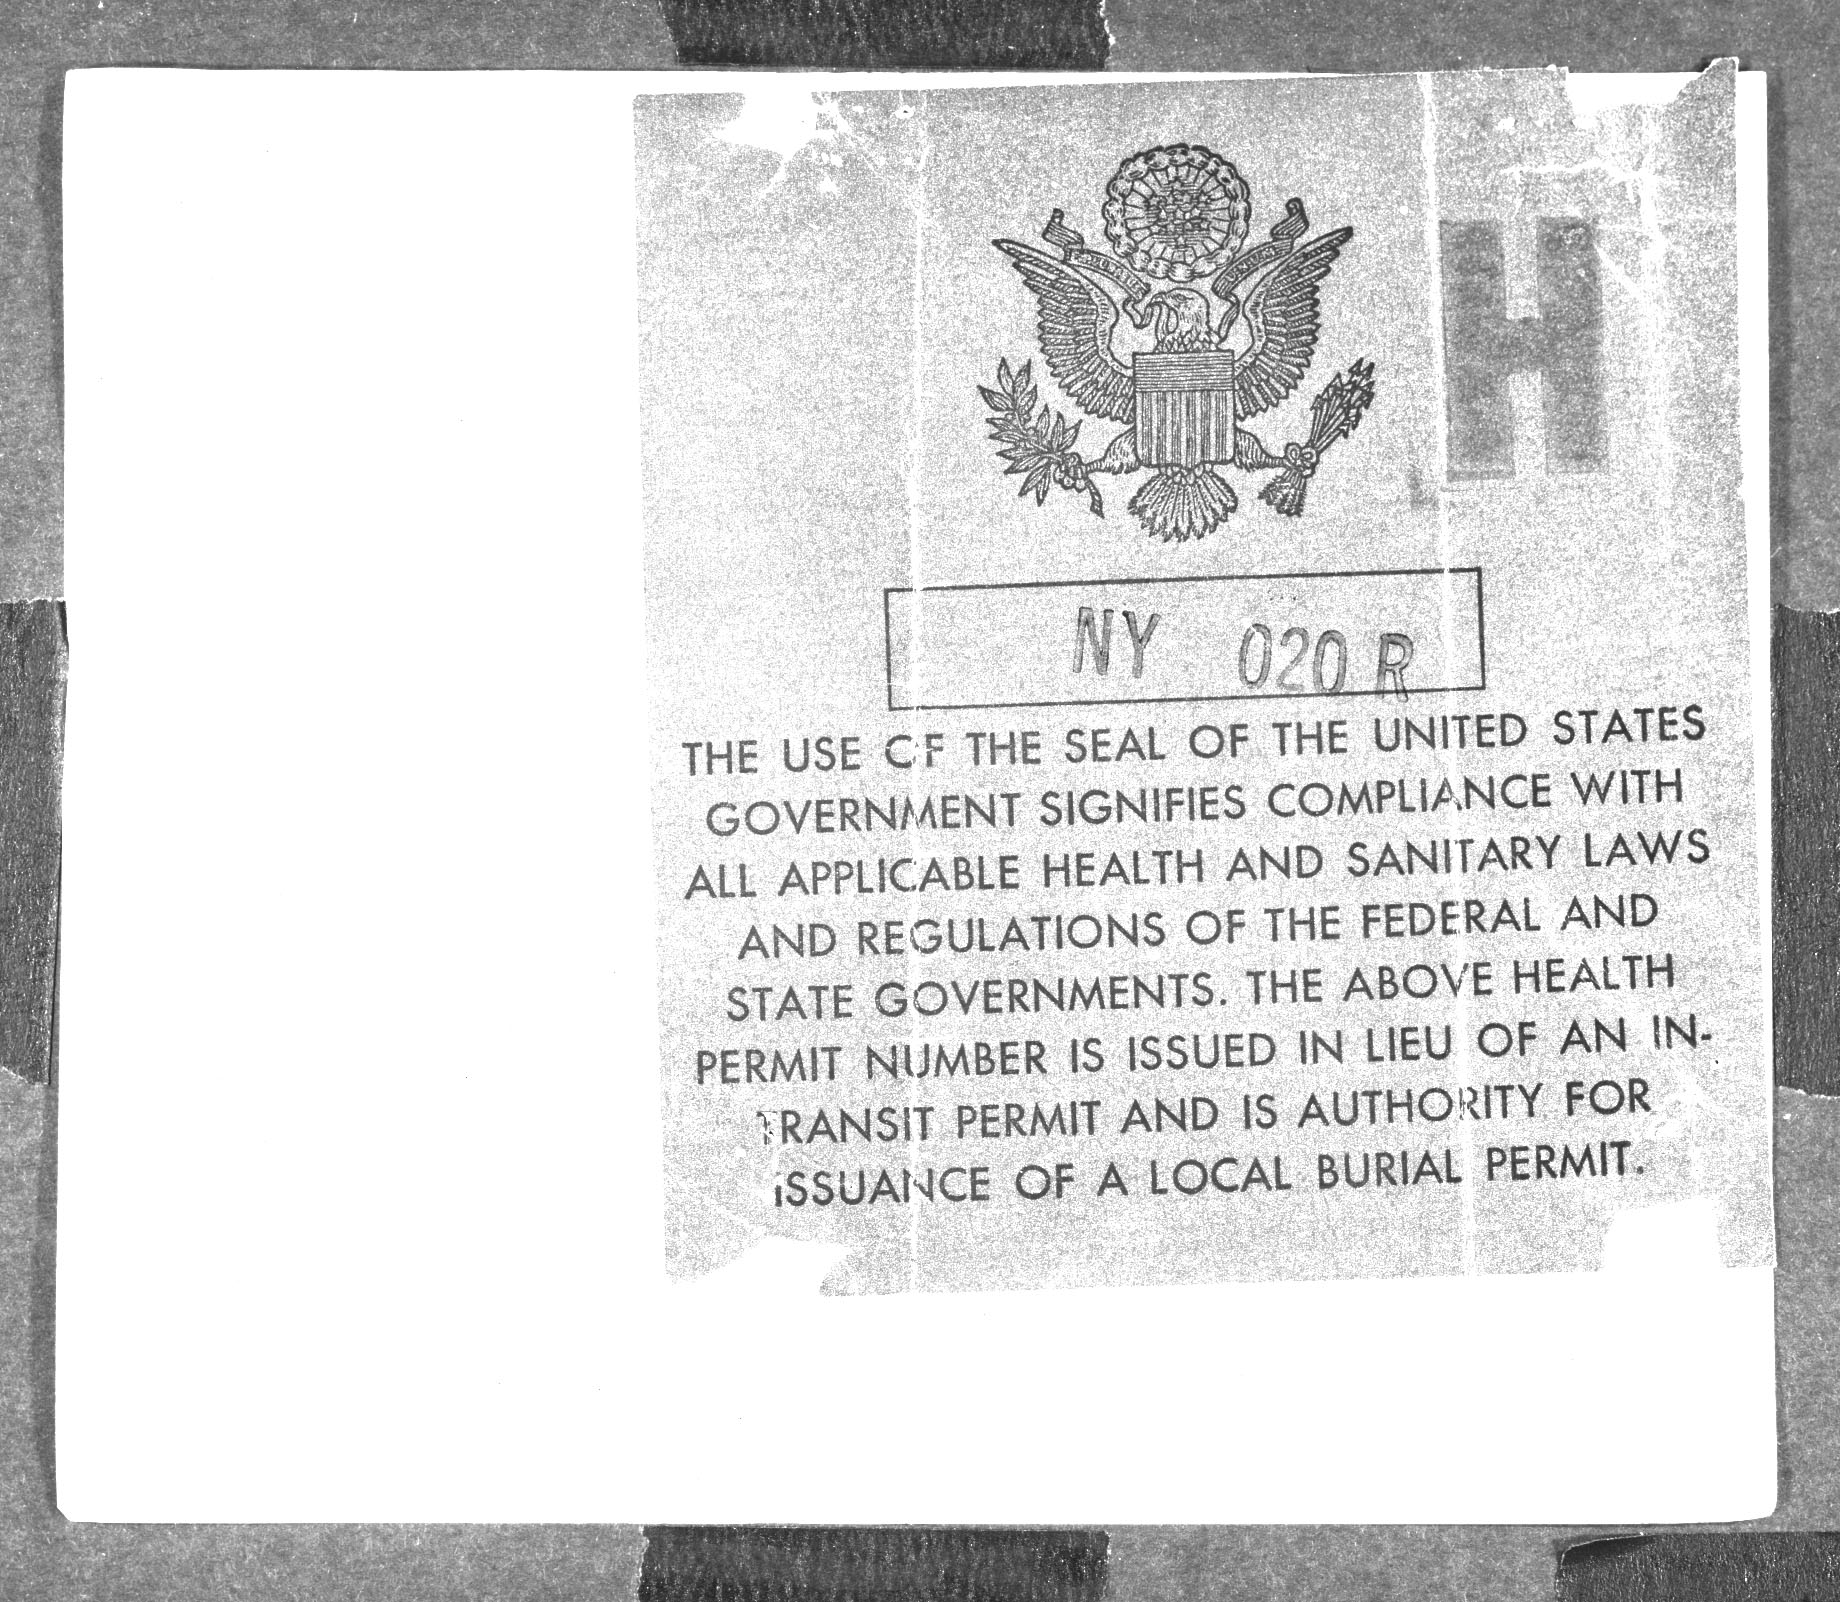 H
NY 020 R
THE USE OF THE SEAL OF THE UNITED STATES
GOVERNMENT SIGNIFIES COMPLIANCE WITH
ALL APPLICABLE HEALTH AND SANITARY LAWS
AND REGULATIONS OF THE FEDERAL AND
STATE GOVERNMENTS. THE ABOVE HEALTH
PERMIT NUMBER IS ISSUED IN LIEU OF AN IN-
TRANSIT PERMIT AND IS AUTHORITY FOR
ISSUANCE OF A LOCAL BURIAL PERMIT.